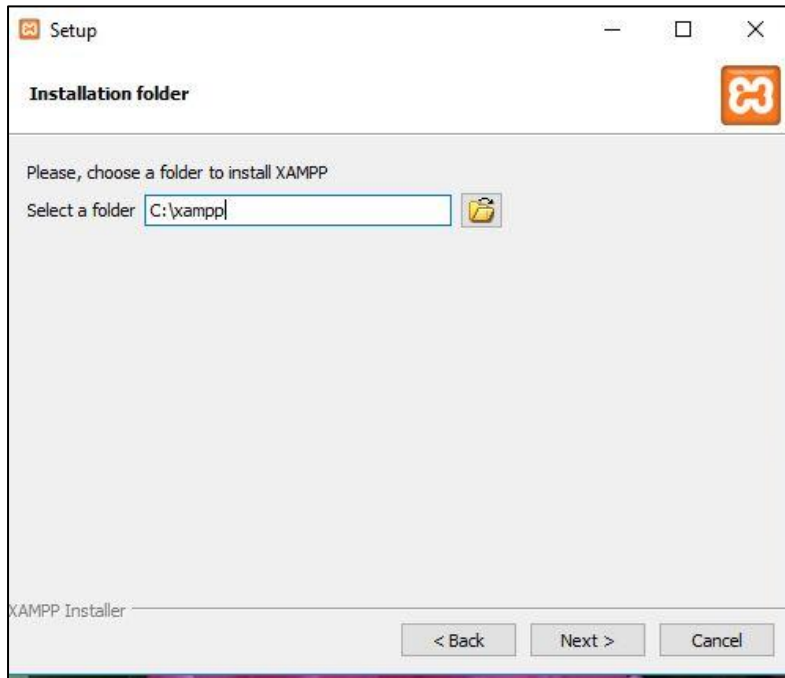 Setup
Installation folder
Please, choose a folder to install XAMPP
Select a folder C:\xampp
XAMPP Installer
< Back Next > Cancel